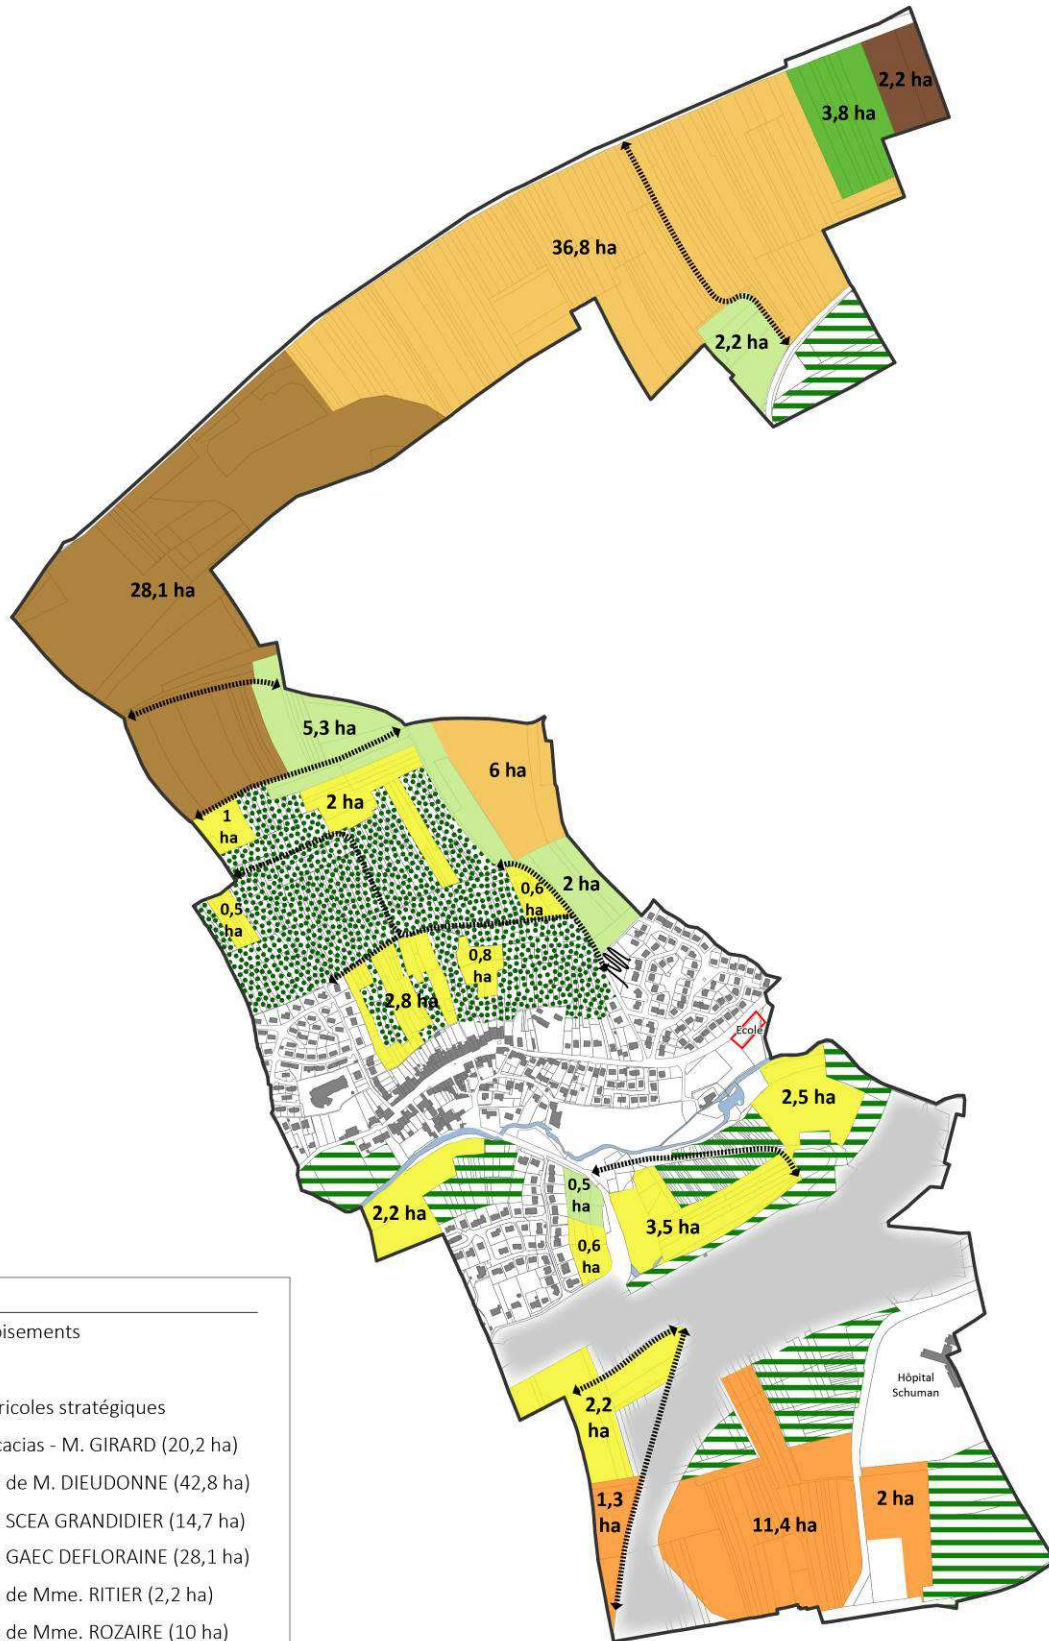 2,2 ha
3,8 ha
36,8 ha
2,2 ha
28,1 ha
5,3 ha
6 ha
2 ha
1
ha
0,6
ha
2 ha
0,5
ha
0,8
ha
2,8 ha
Ecole
2,5 ha
0,5
ha
2,2 ha
3,5 ha
0,6
ha
Hôpital
Schuman
2,2
ha
1,3
ha
2 ha
11,4 ha
ricoles stratégiques
cacias - M. GIRARD (20,2 ha)
de M. DIEUDONNE (42,8 ha)
SCEA GRANDIDIER (14,7 ha)
GAEC DEFLORAINE (28,1 ha)
de Mme. RITIER (2,2 ha)
de Mme. ROZAIRE (10 ha)